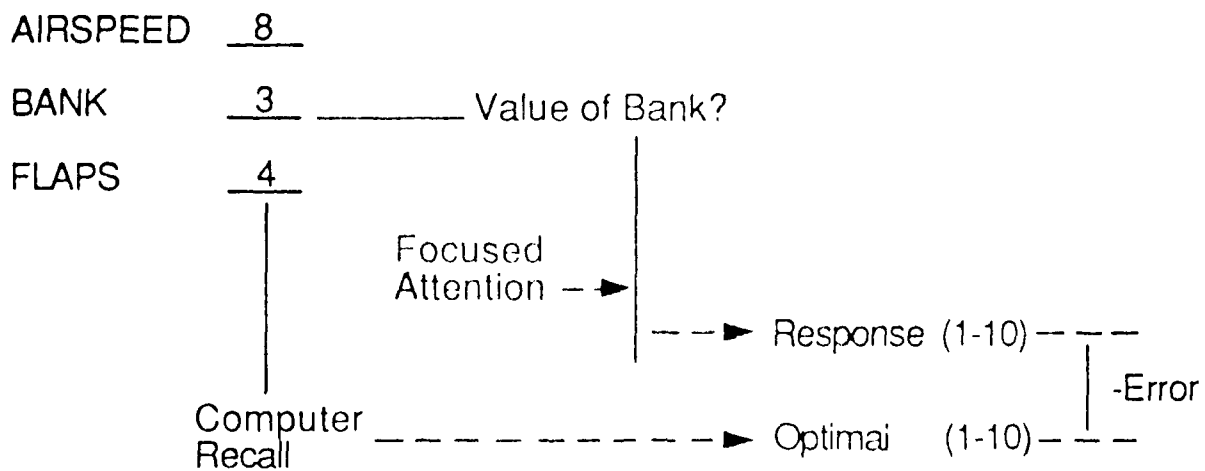 AIRSPEED 8
BANK 3 Value of Bank?
FLAPS 4
Focused
Attention
Response (1-10)
-Error
Computer
Recall
Optimai (1-10)